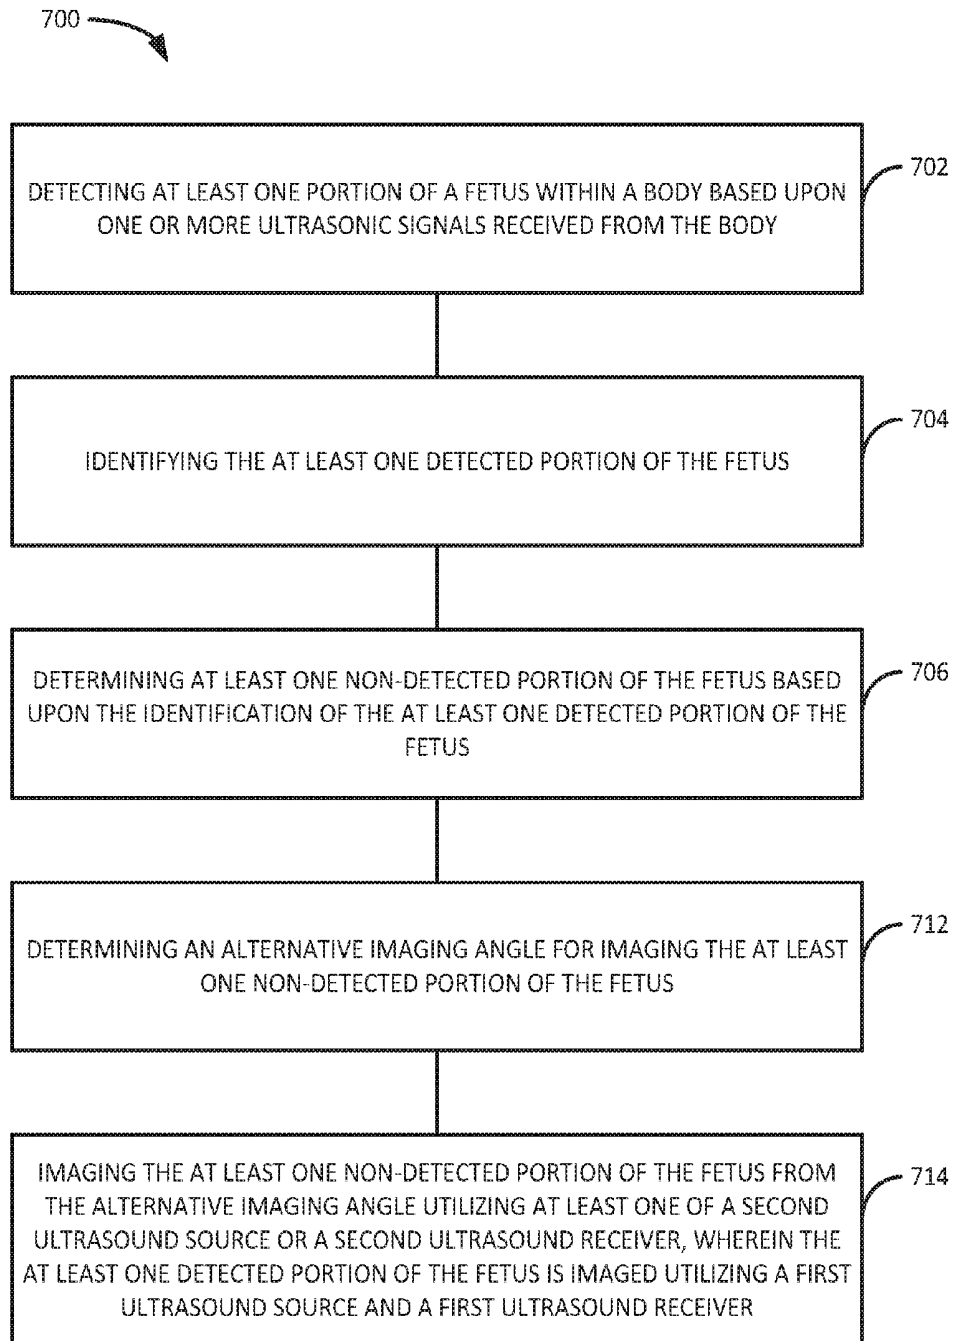 700
702
DETECTING AT LEAST ONE PORTION OF A FETUS WITHIN A BODY BASED UPON
ONE OR MORE ULTRASONIC SIGNALS RECEIVED FROM THE BODY
704
IDENTIFYING THE AT LEAST ONE DETECTED PORTION OF THE FETUS
706
DETERMINING AT LEAST ONE NON-DETECTED PORTION OF THE FETUS BASED
UPON THE IDENTIFICATION OF THE AT LEAST ONE DETECTED PORTION OF THE
FETUS
712
DETERMINING AN ALTERNATIVE IMAGING ANGLE FOR IMAGING THE AT LEAST
ONE NON-DETECTED PORTION OF THE FETUS
714
IMAGING THE AT LEAST ONE NON-DETECTED PORTION OF THE FETUS FROM
THE ALTERNATIVE IMAGING ANGLE UTILIZING AT LEAST ONE OF A SECOND
ULTRASOUND SOURCE OR A SECOND ULTRASOUND RECEIVER, WHEREIN THE
AT LEAST ONE DETECTED PORTION OF THE FETUS IS IMAGED UTILIZING A FIRST
ULTRASOUND SOURCE AND A FIRST ULTRASOUND RECEIVER